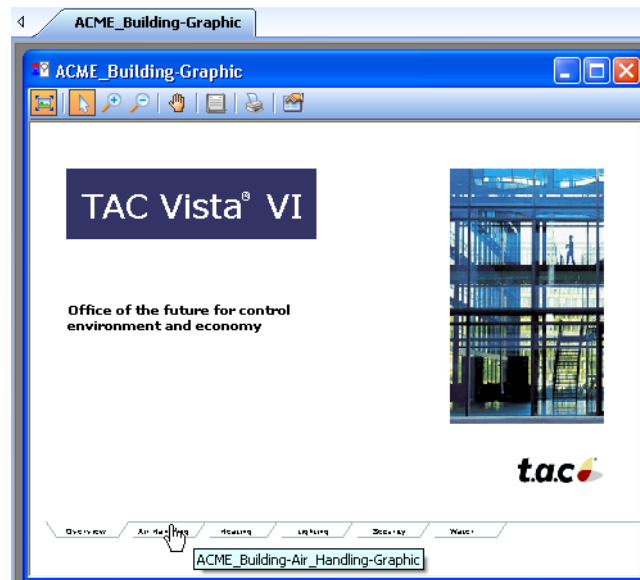 ACME_Building-Graphic
ACME_Building-Graphic
TAC Vista® VI
Office of the future for control
environment and economy
t.a.c
Overview
Air Handling
Heating
Lighting
Security
Water
ACME_Building-Air_Handling-Graphic